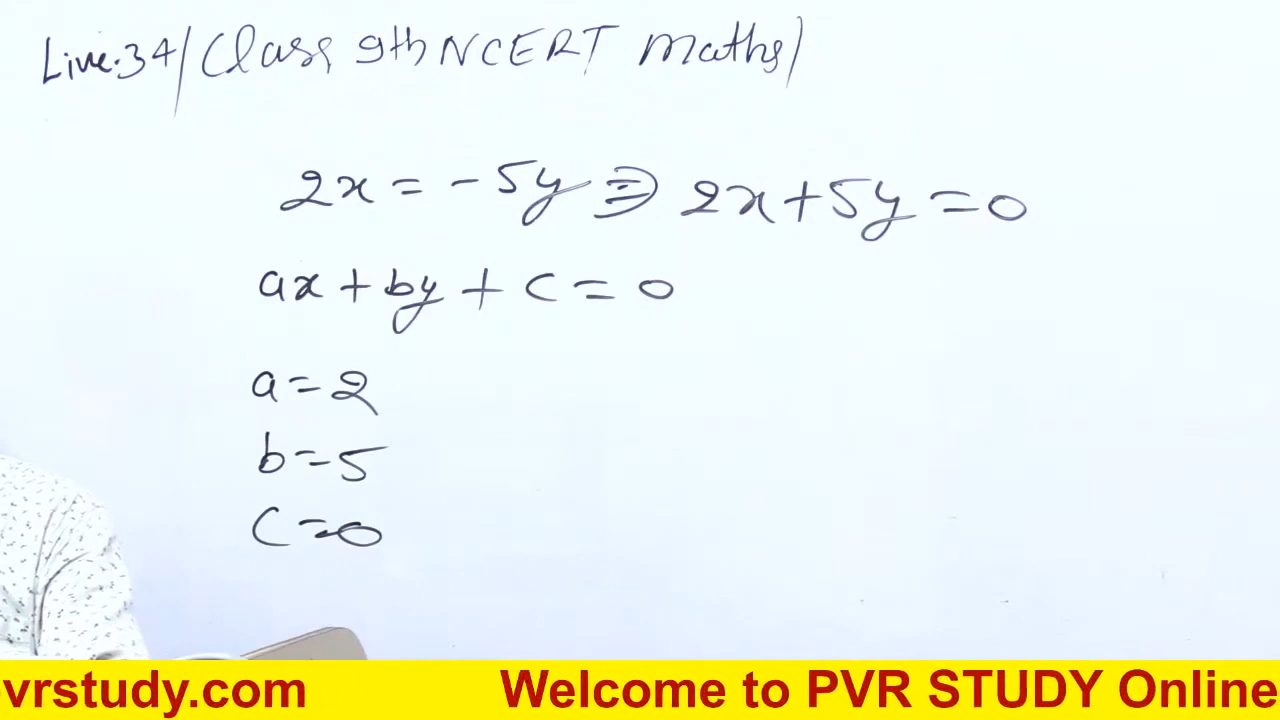 Live.34/Class 9th NCERT Maths/
2x = -5y ⇒ 2x+5y=0
ax + by + c = 0
a=2
b=5
c=0
vrstudy.com Welcome to PVR STUDY Online